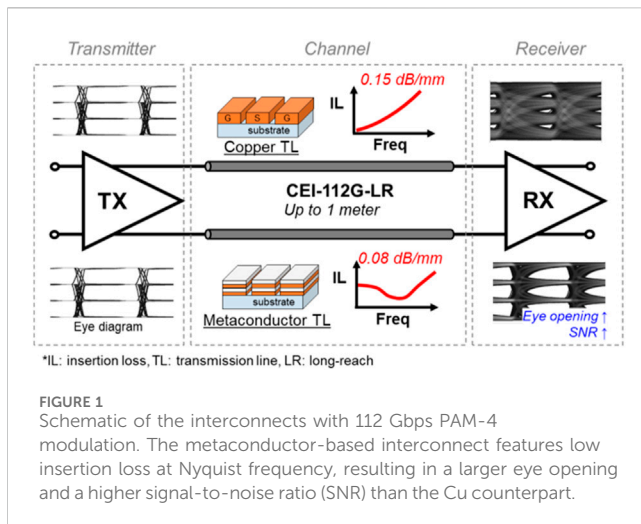 Transmitter
Channel
Receiver
0.15 dB/mm
IL
G S G
substrate
Freq
Copper TL
TX
CEI-112G-LR
Up to 1 meter
RX
0.08 dB/mm
IL
substrate
Freq
Metaconductor TL
Eye diagram
Eye opening ↑
SNR ↑
*IL: insertion loss, TL: transmission line, LR: long-reach
FIGURE 1
Schematic of the interconnects with 112 Gbps PAM-4
modulation. The metaconductor-based interconnect features low
insertion loss at Nyquist frequency, resulting in a larger eye opening
and a higher signal-to-noise ratio (SNR) than the Cu counterpart.